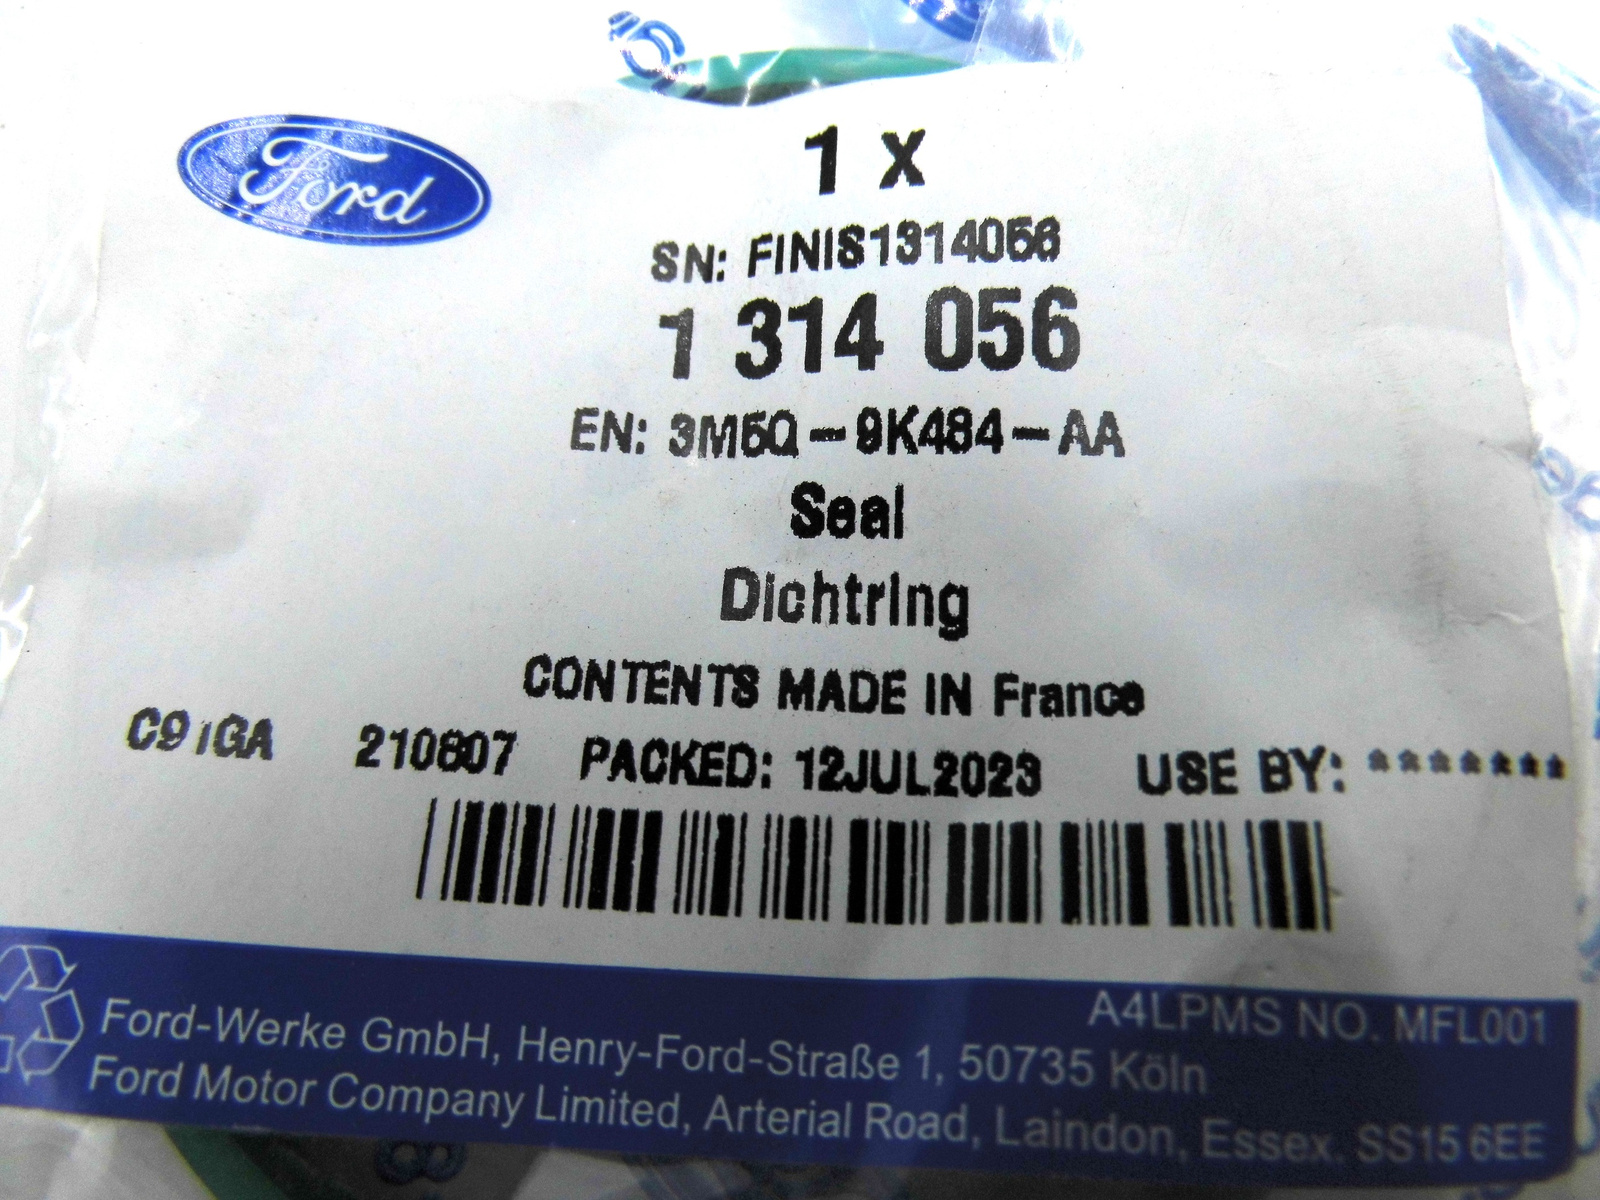 Ford
1 X
SN: FINIS1314056
1 314 056
EN: 3M5Q-9K484-AA
Seal
Dichtring
CONTENTS MADE IN France
210807 PACKED: 12JUL2023 USE BY: *******
A4LPMS NO. MFL001
Ford-Werke GmbH, Henry-Ford-Straße 1, 50735 Köln
Ford Motor Company Limited, Arterial Road, Laindon, Essex. SS15 6EE